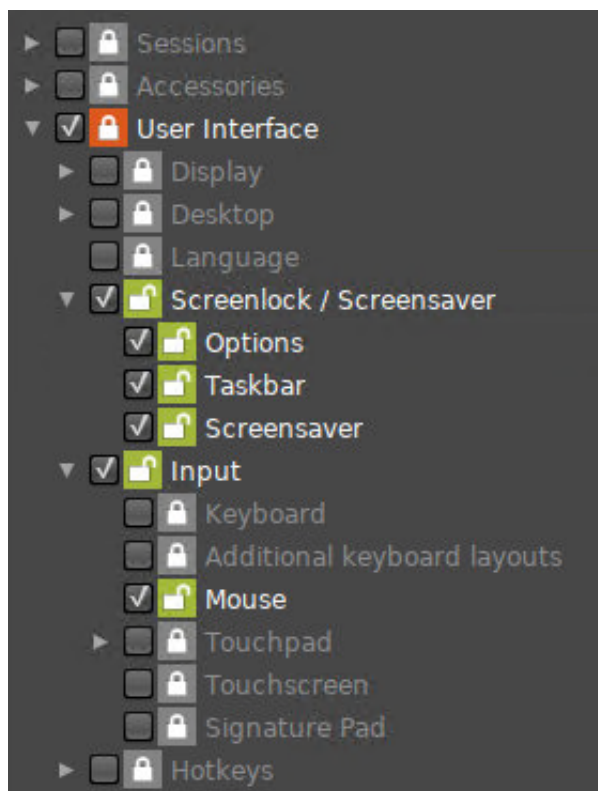 Sessions
Accessories
User Interface
Display
Desktop
Language
Screenlock / Screensaver
Options
Taskbar
Screensaver
Input
Keyboard
Additional keyboard layouts
Mouse
Touchpad
Touchscreen
Signature Pad
Hotkeys